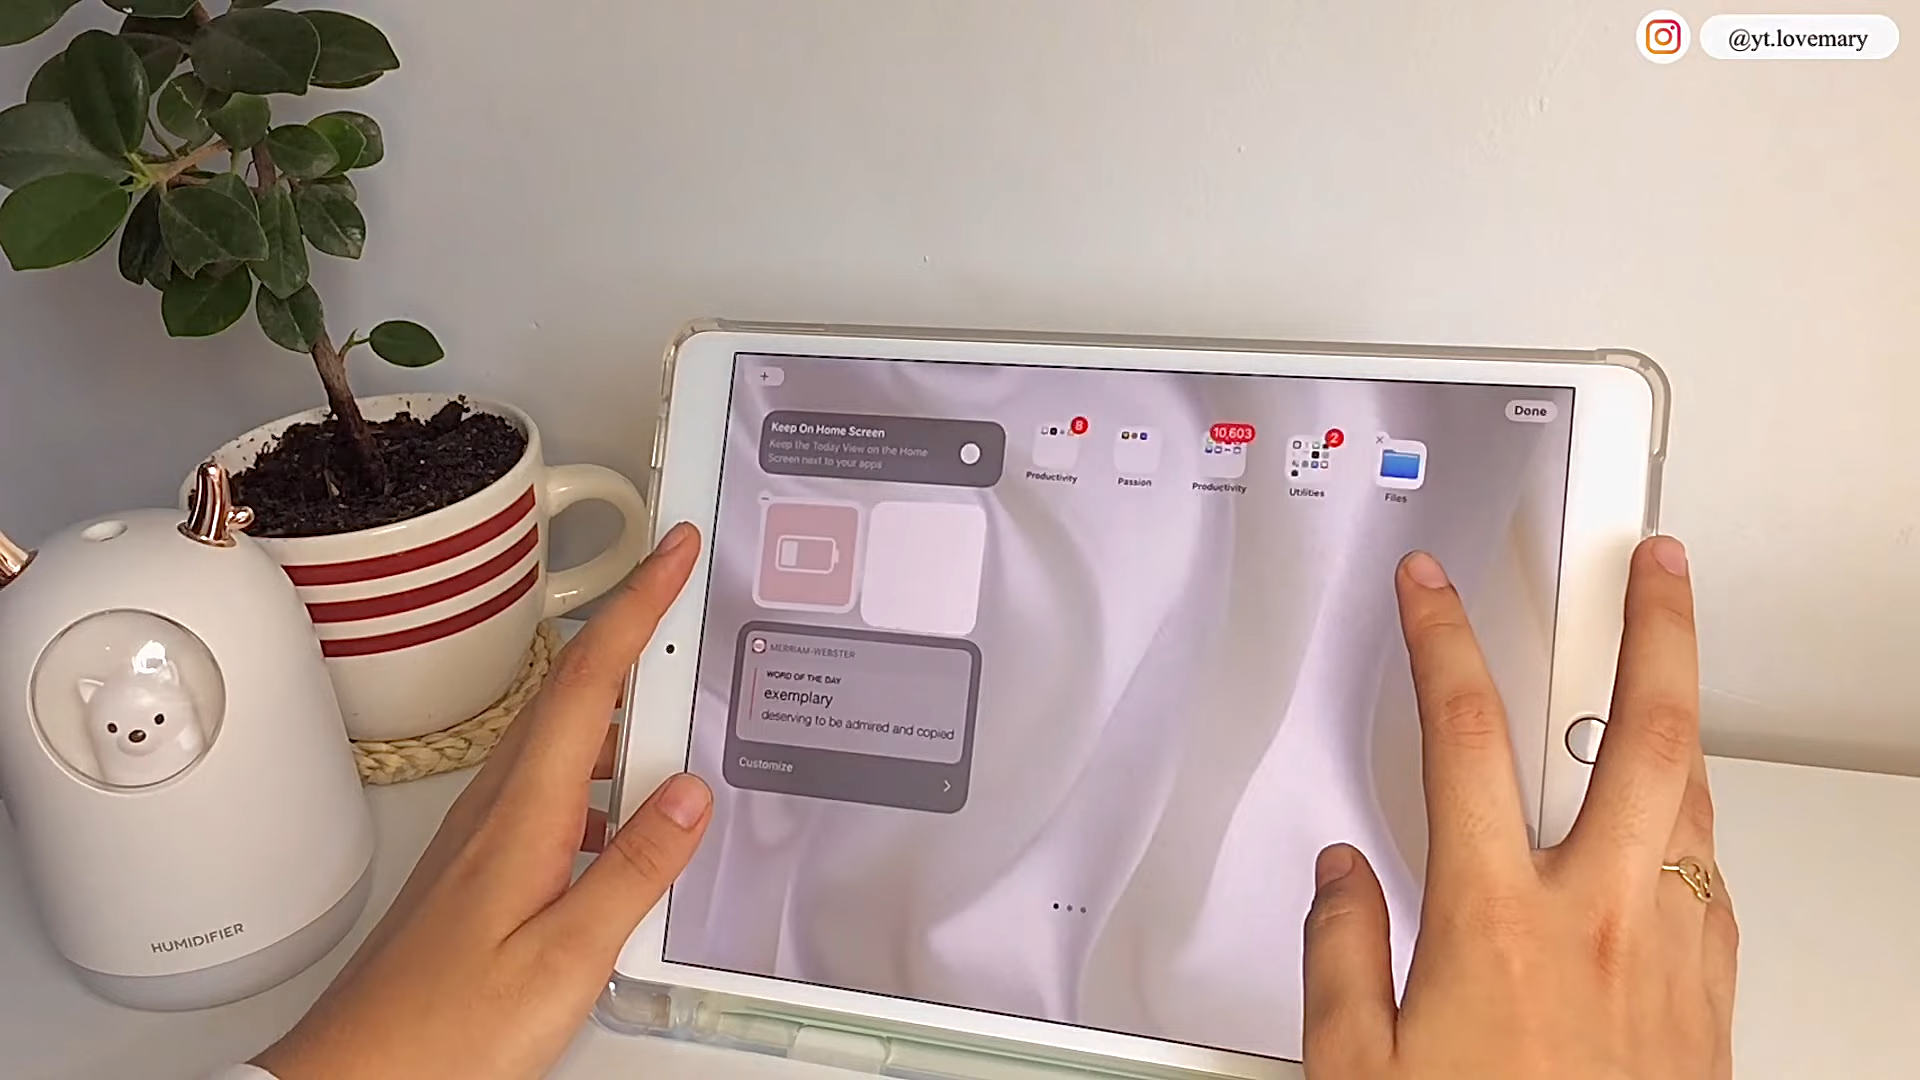 @yt.lovemary
+
Done
Keep On Home Screen
Keep the Today View on the Home
Screen next to your apps
8
10,603
2
Productivity
Passion
Productivity
Utilities
Files
MERRIAM-WEBSTER
WORD OF THE DAY
exemplary
deserving to be admired and copied
Customize
HUMIDIFIER